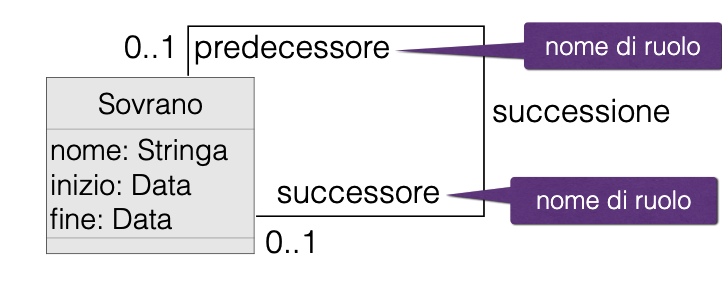 0..1 predecessore
nome di ruolo
Sovrano
successione
nome: Stringa
inizio: Data
fine: Data
successore
nome di ruolo
0..1